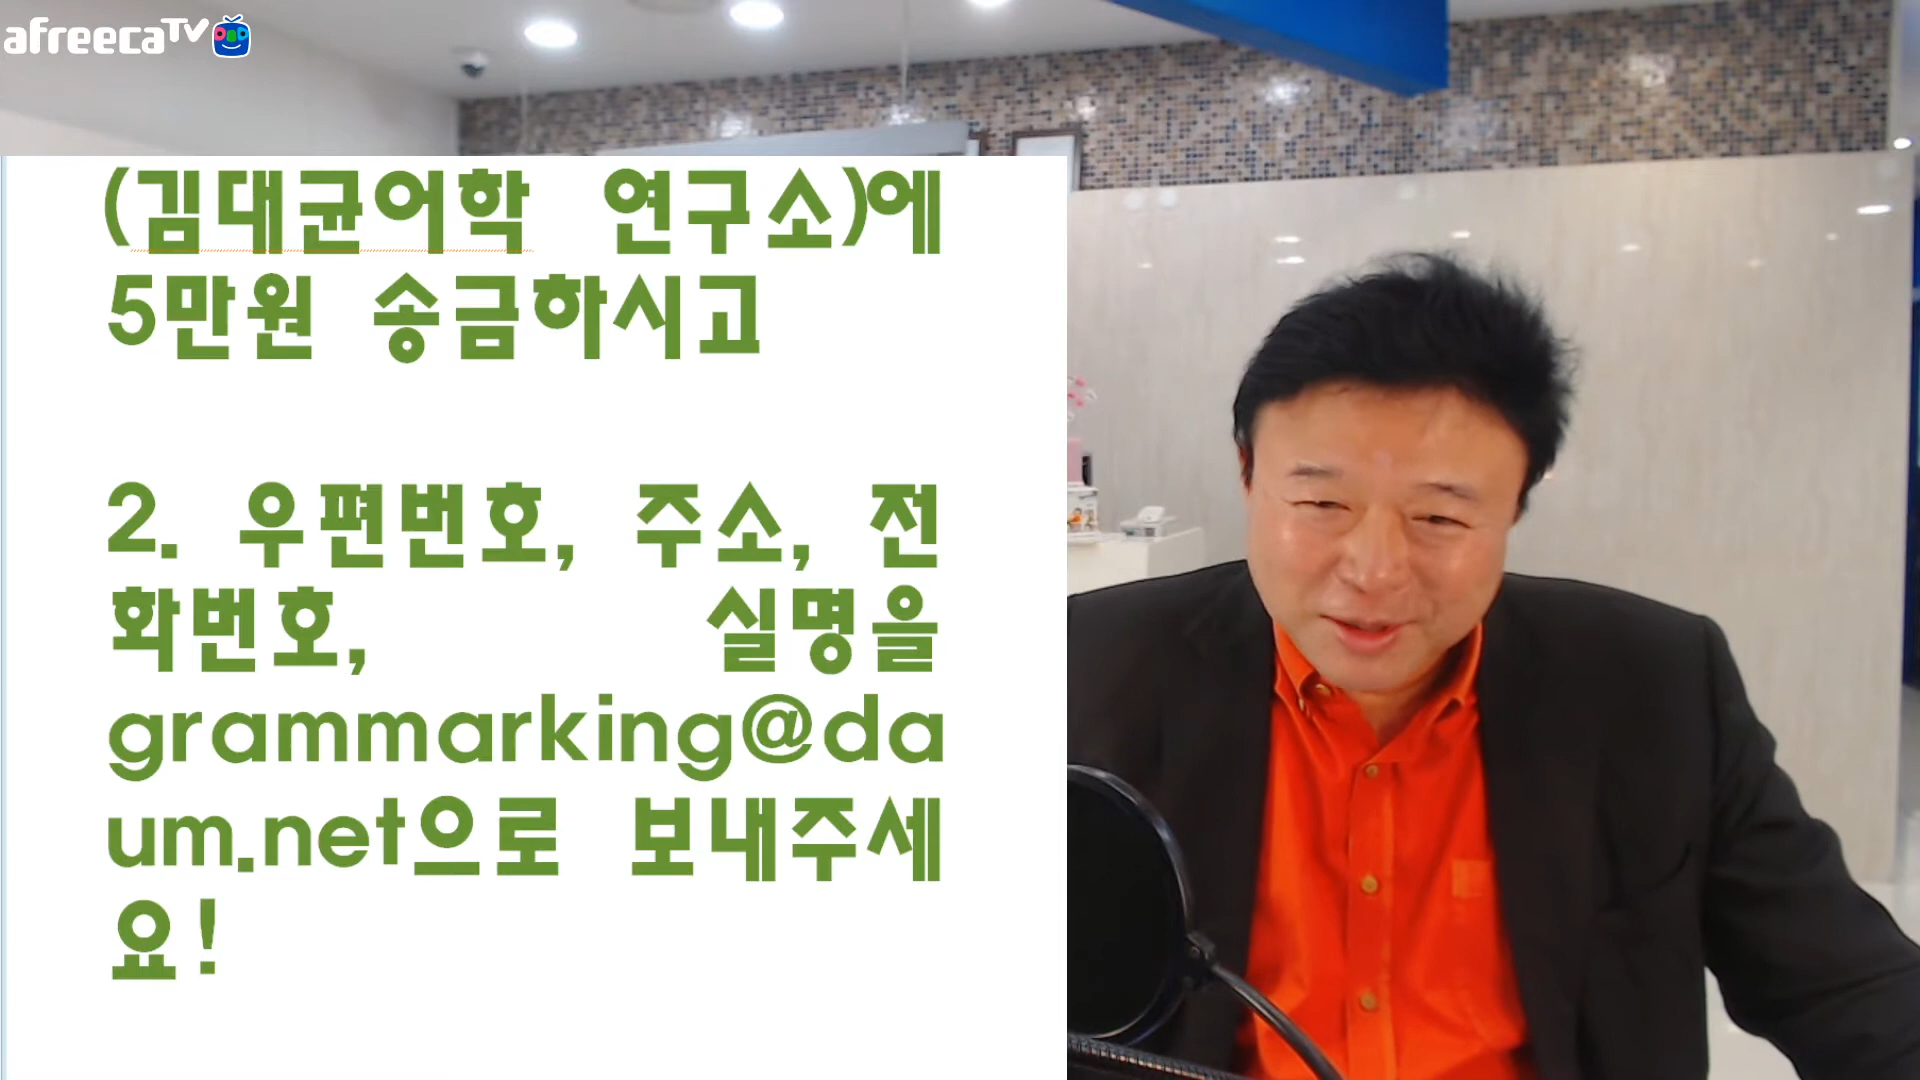 afreecaTV
(김대균어학 연구소)에
5만원 송금하시고
2. 우편번호, 주소, 전
화번호, 실명을
grammarking@da
um.net으로 보내주세
요!